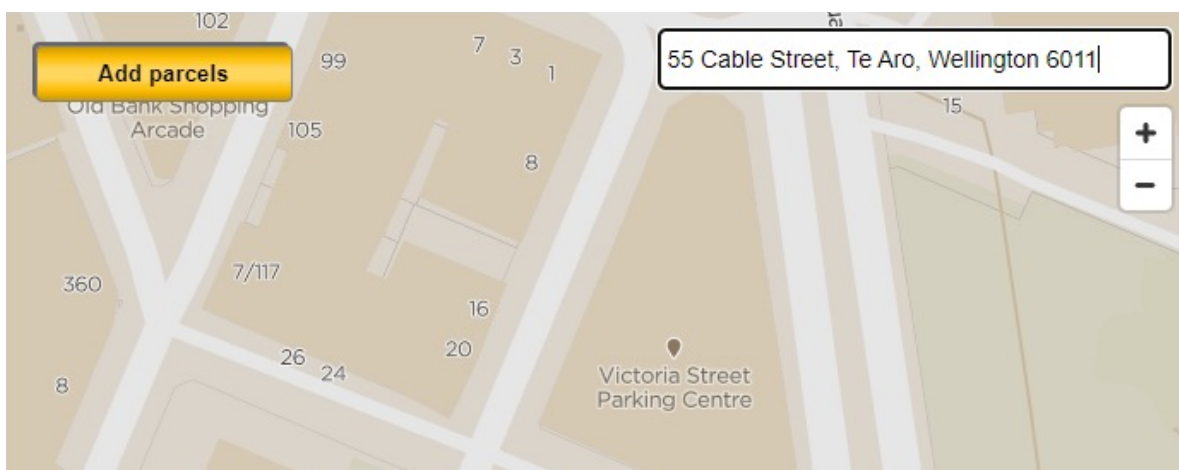 102
Add parcels
Old Bank Shopping
Arcade
99
105
7
3
1
8
55 Cable Street, Te Aro, Wellington 6011
15
+
−
360
7/117
16
20
26
24
8
Victoria Street
Parking Centre